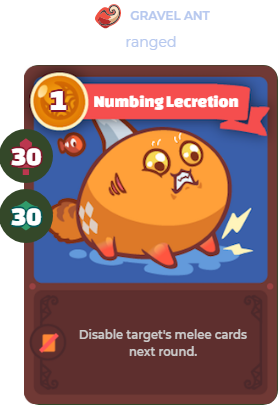 GRAVEL ANT
ranged
1
Numbing Lecretion
30
30
Disable target's melee cards
next round.